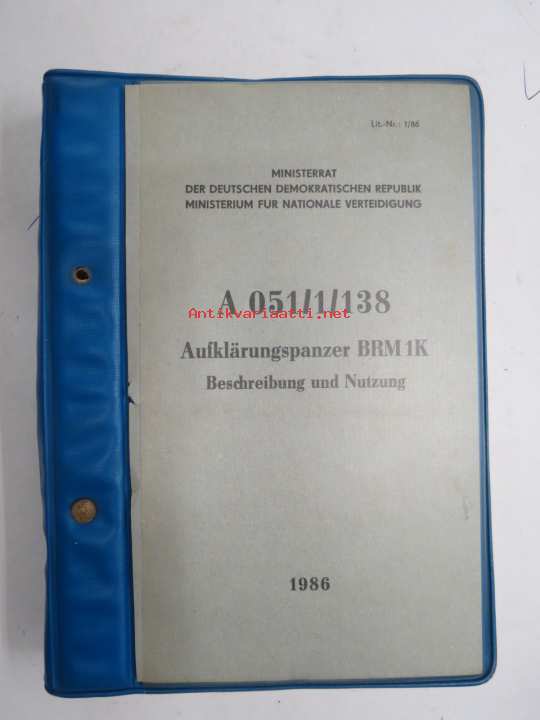 Lit.-Nr.: 1/86
MINISTERRAT
DER DEUTSCHEN DEMOKRATISCHEN REPUBLIK
MINISTERIUM FÜR NATIONALE VERTEIDIGUNG
A 051/1/138
Antikvariaatti.net
Aufklärungspanzer BRM 1K
Beschreibung und Nutzung
1986